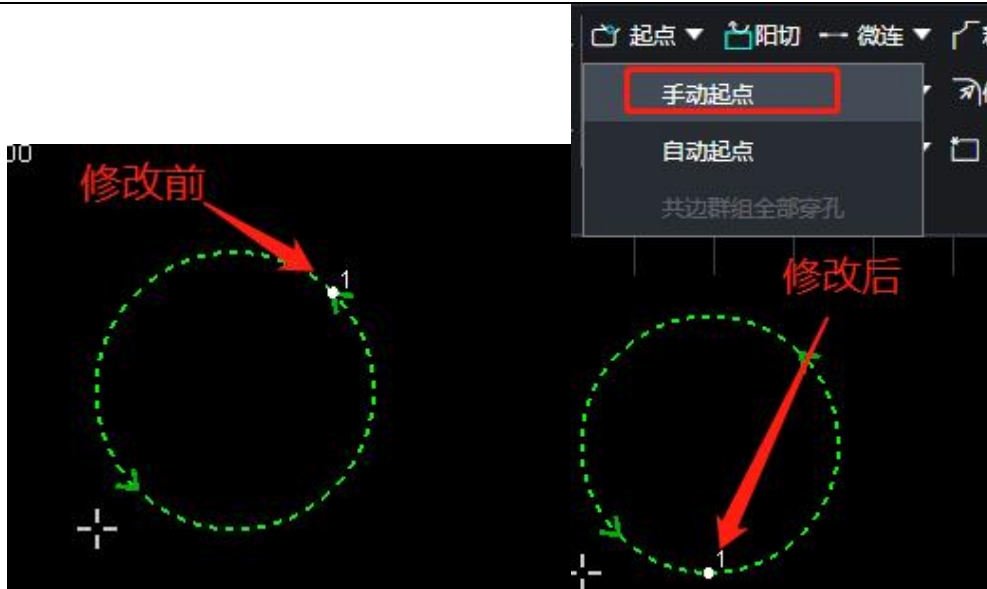 起点 阳切 微连
手动起点
自动起点
共边群组全部穿孔
修改前
1
修改后
1